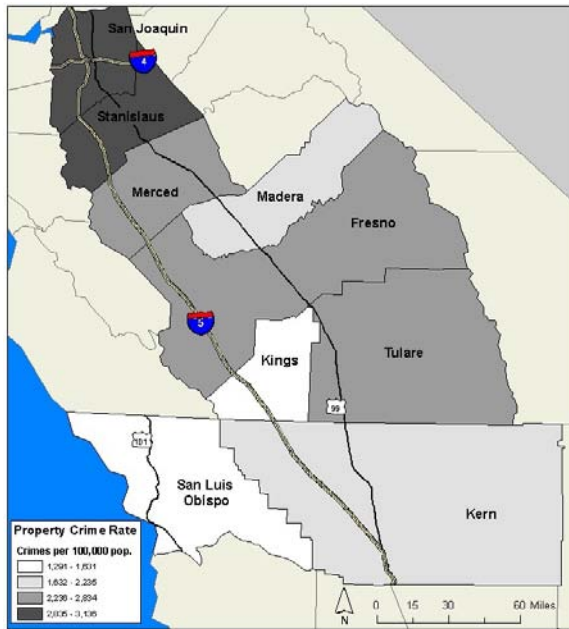 San Joaquin
4
Stanislaus
Merced
Madera
Fresno
5
Kings
Tulare
99
101
San Luis
Obispo
Kern
Property Crime Rate
Crimes per 100,000 pop.
1,291 - 1,631
1,632 - 2,235
2,236 - 2,834
2,835 - 3,136
N
0 15 30 60 Miles